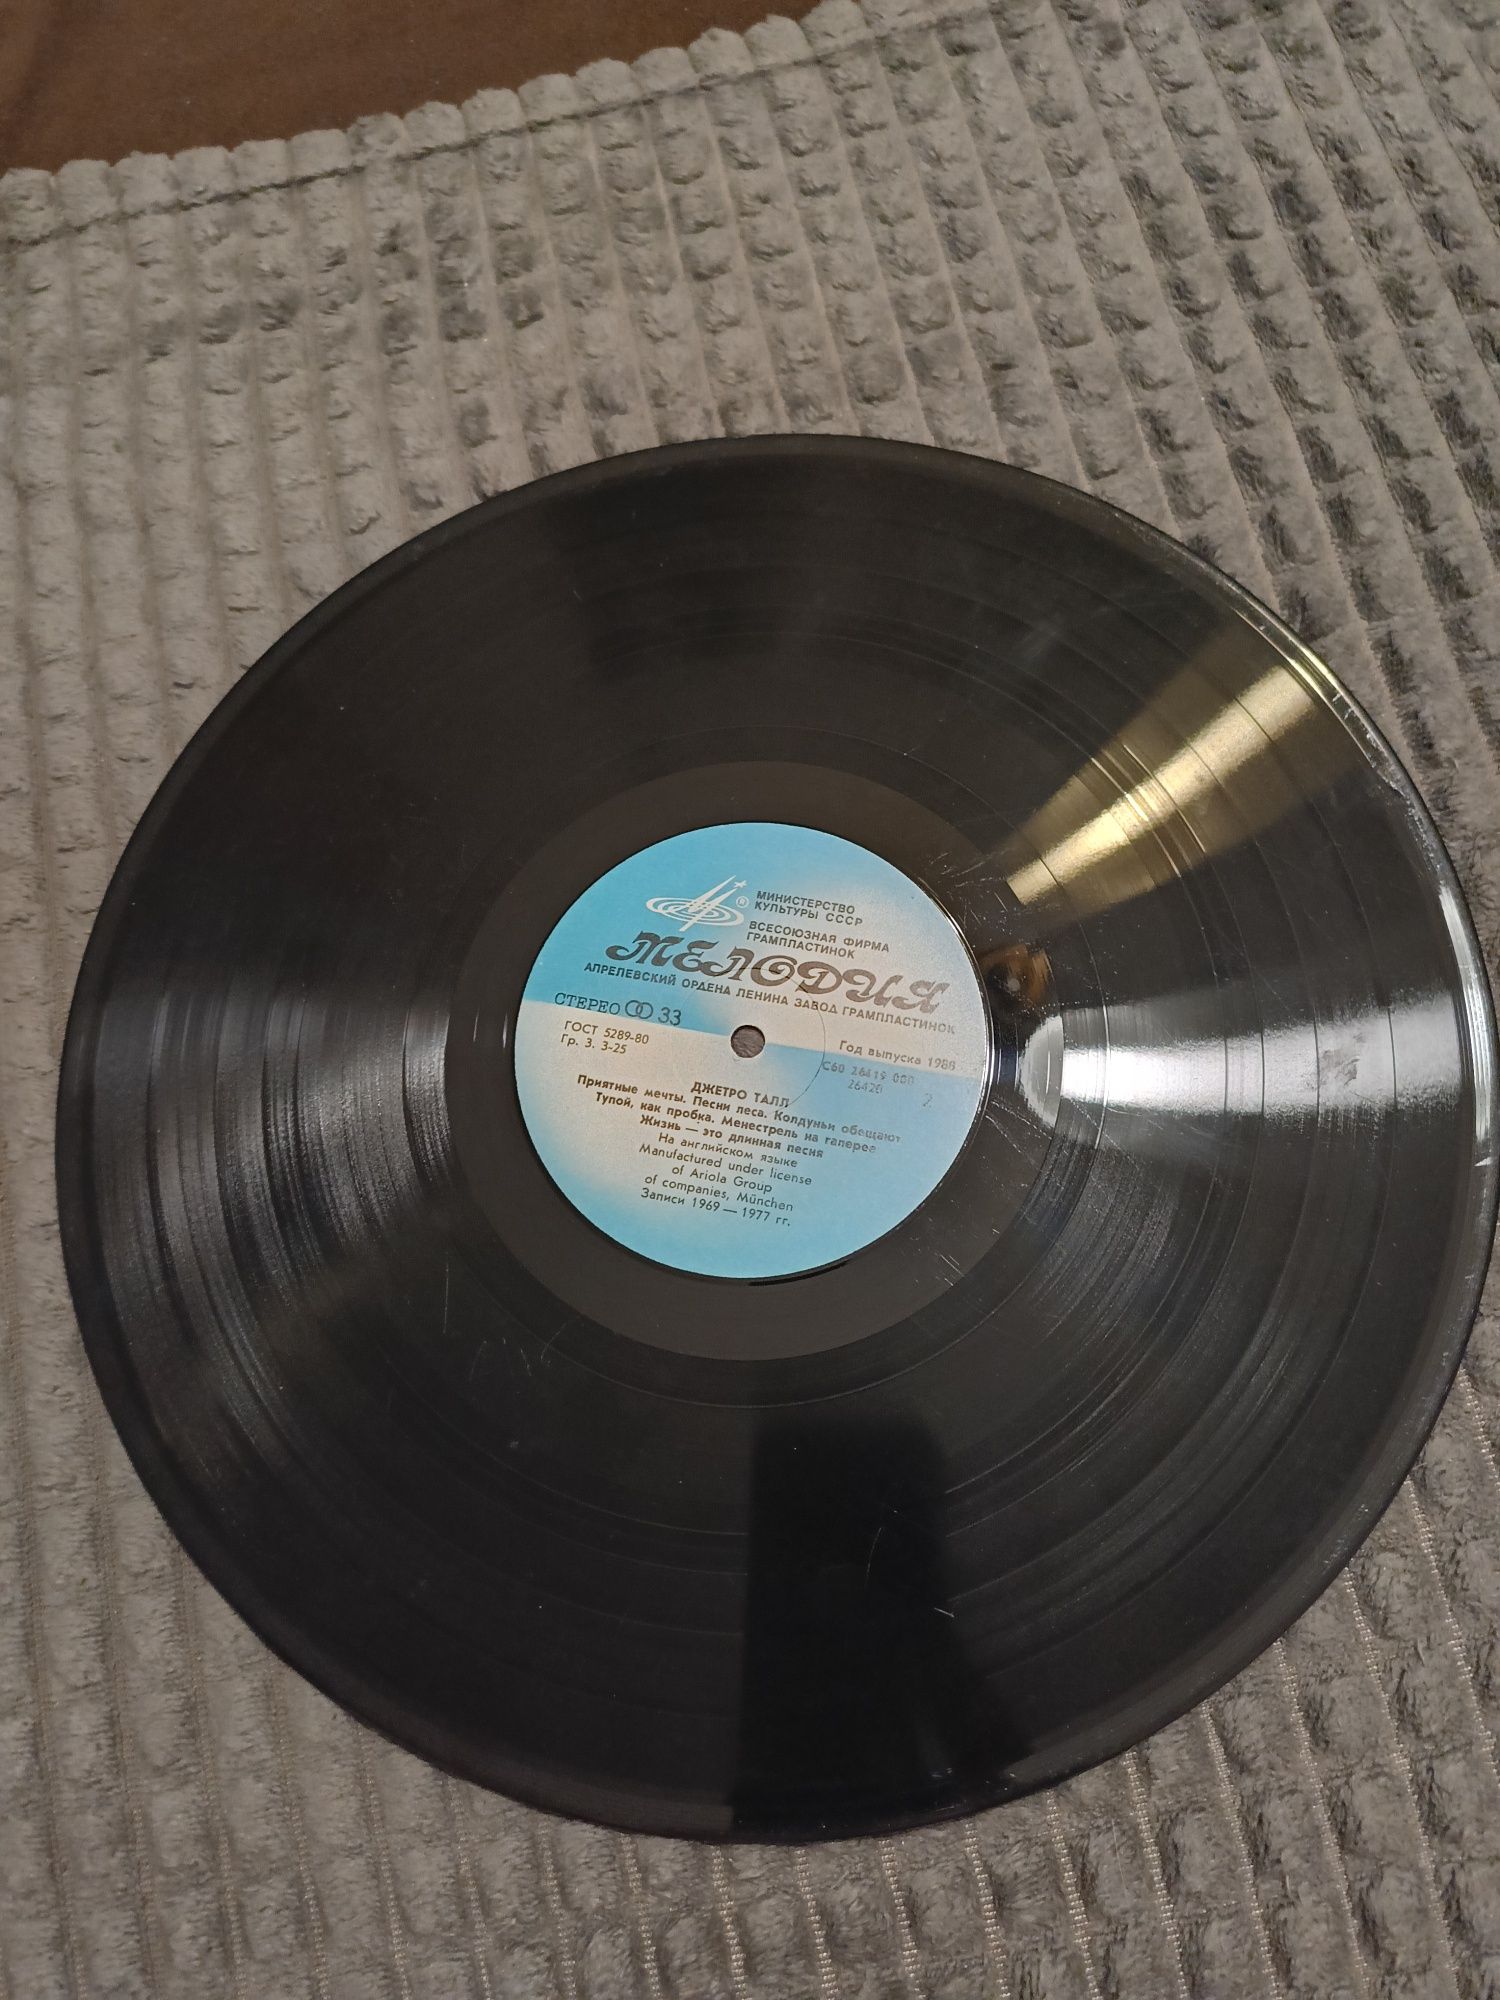 ®
МИНИСТЕРСТВО
КУЛЬТУРЫ СССР
ВСЕСОЮЗНАЯ ФИРМА
ГРАМПЛАСТИНОК
МЕЛОДИЯ
АПРЕЛЕВСКИЙ ОРДЕНА ЛЕНИНА ЗАВОД ГРАМПЛАСТИНОК
СТЕРЕО 33
ГОСТ 5289-80
Гр. 3. 3-25
Год выпуска 1988
С60 26419 000
26420
2
ДЖЕТРО ТАЛЛ
Приятные мечты. Песни леса. Колдуньи обещают
Тупой, как пробка. Менестрель на галерее
Жизнь — это длинная песня
На английском языке
Manufactured under license
of Ariola Group
of companies, München
Записи 1969 — 1977 гг.